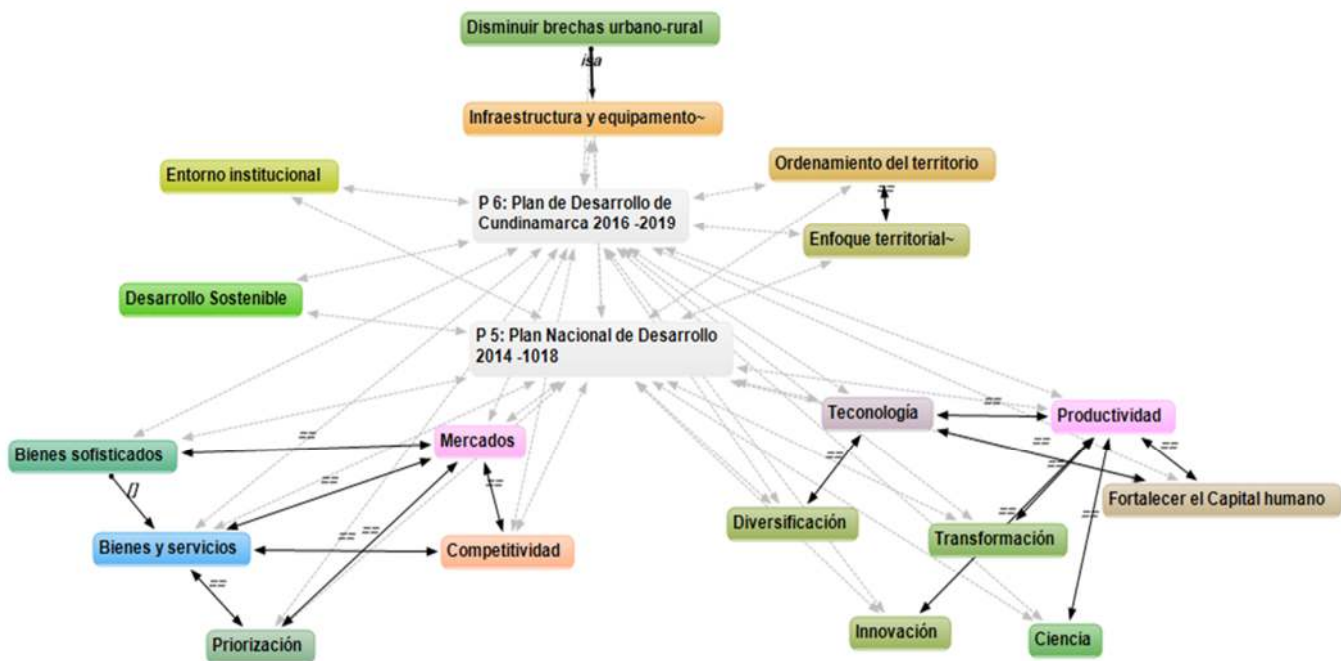 Disminuir brechas urbano-rural
isa
Infraestructura y equipamento~
Entorno institucional
Ordenamiento del territorio
==
P 6: Plan de Desarrollo de
Cundinamarca 2016 -2019
Enfoque territorial~
Desarrollo Sostenible
P 5: Plan Nacional de Desarrollo
2014 -1018
Teconología
==
Productividad
Bienes sofisticados
==
Mercados
==
==
==
==
[]
==
Fortalecer el Capital humano
Diversificación
==
==
Bienes y servicios
==
==
Competitividad
Transformación
==
Priorización
Innovación
Ciencia